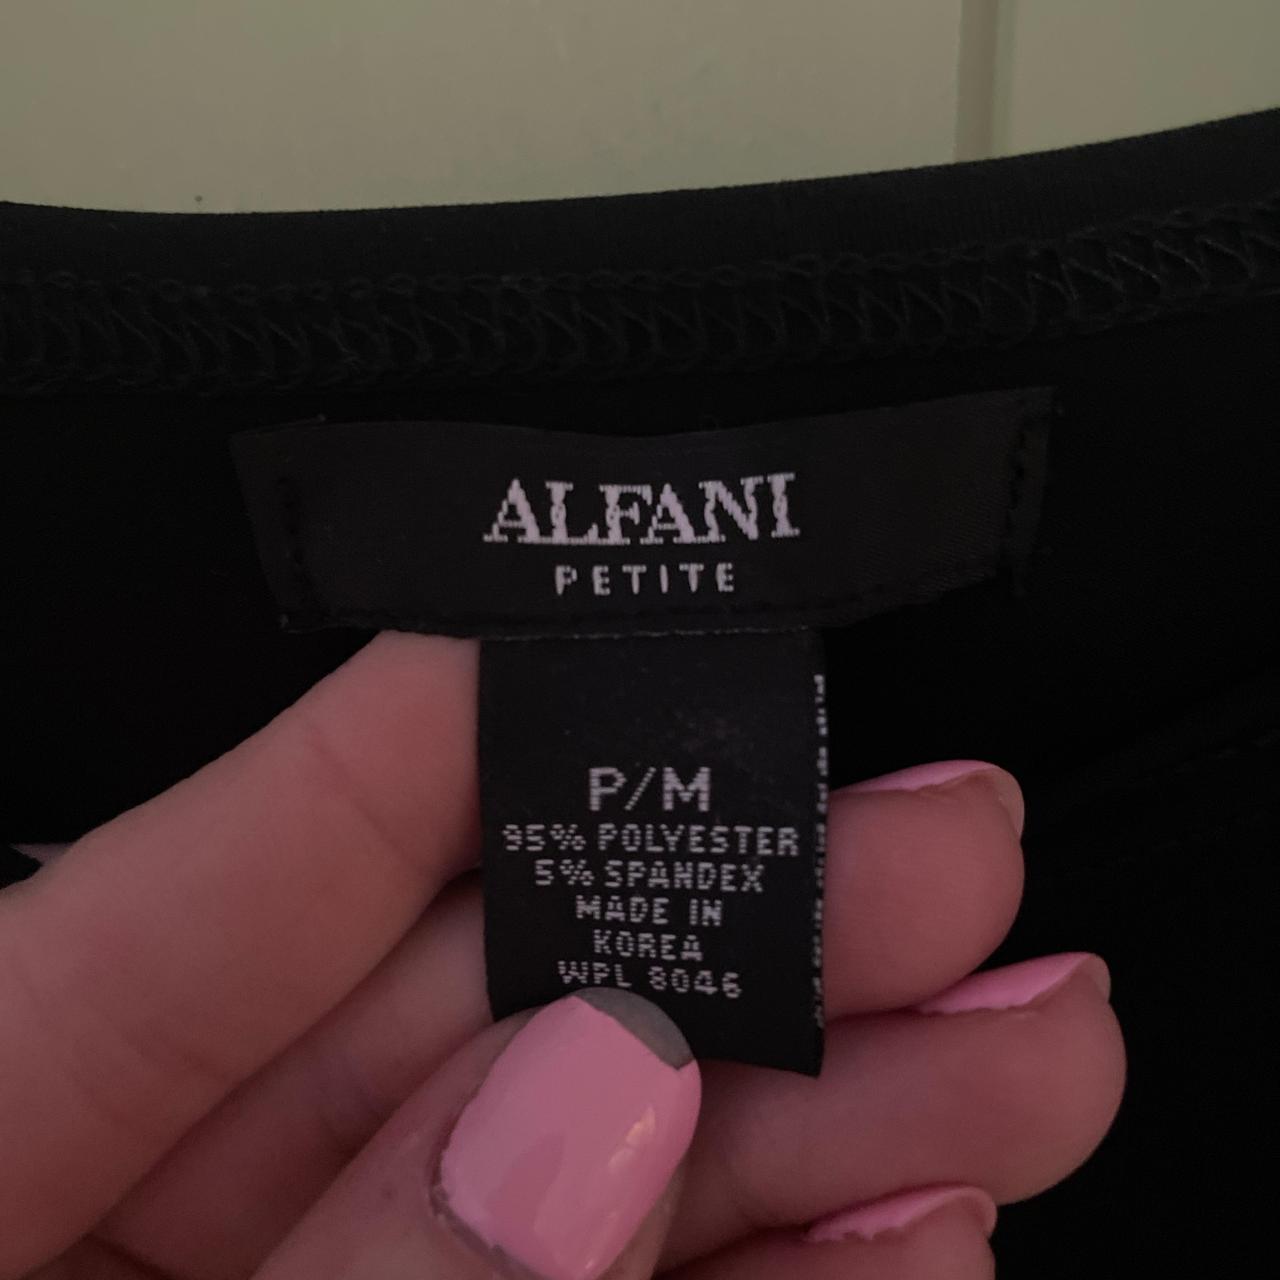 ALFANI
PETITE
P/M
95% POLYESTER
5% SPANDEX
MADE IN
KOREA
WPL 8046